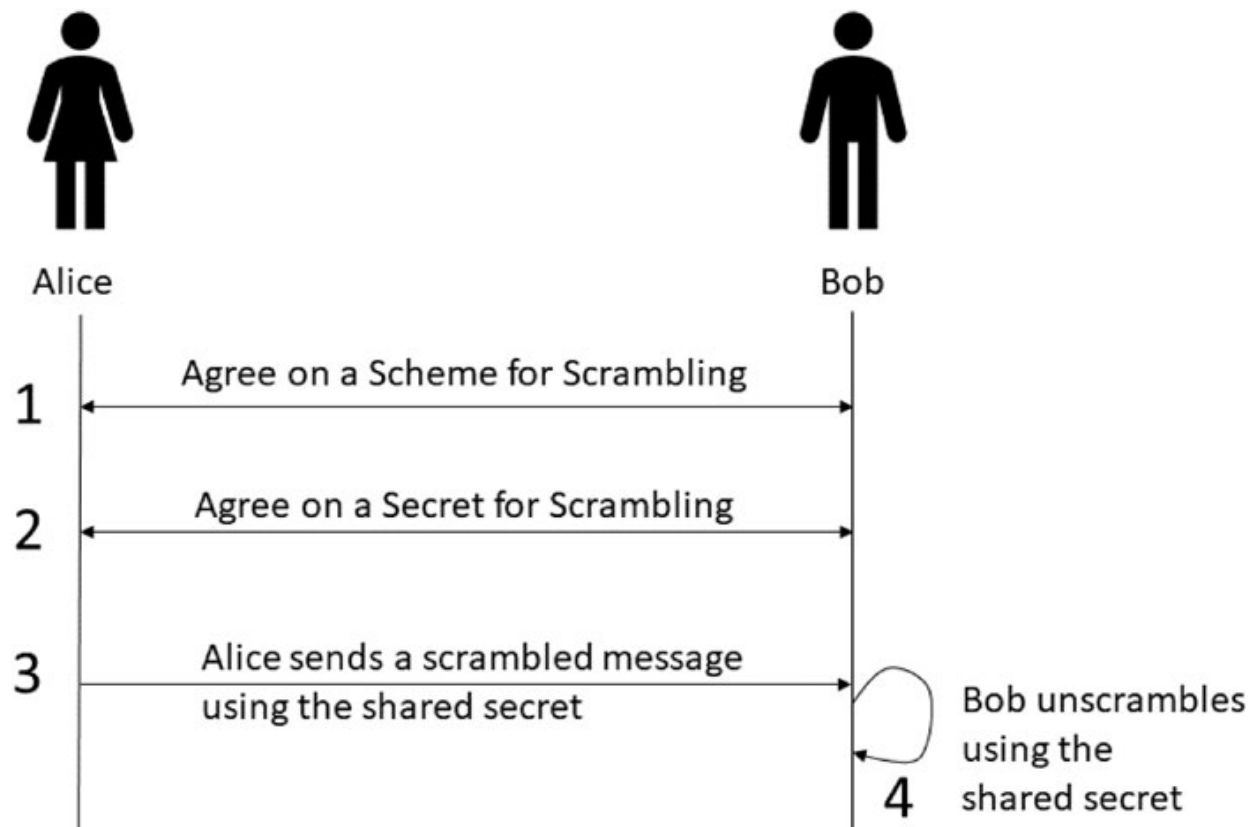 Alice
Bob
1
Agree on a Scheme for Scrambling
2
Agree on a Secret for Scrambling
3
Alice sends a scrambled message
using the shared secret
Bob unscrambles
using the
shared secret
4